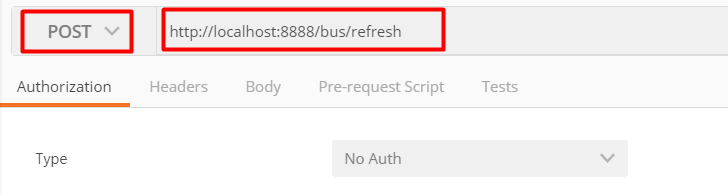 POST http://localhost:8888/bus/refresh
Authorization Headers Body Pre-request Script Tests
Type No Auth